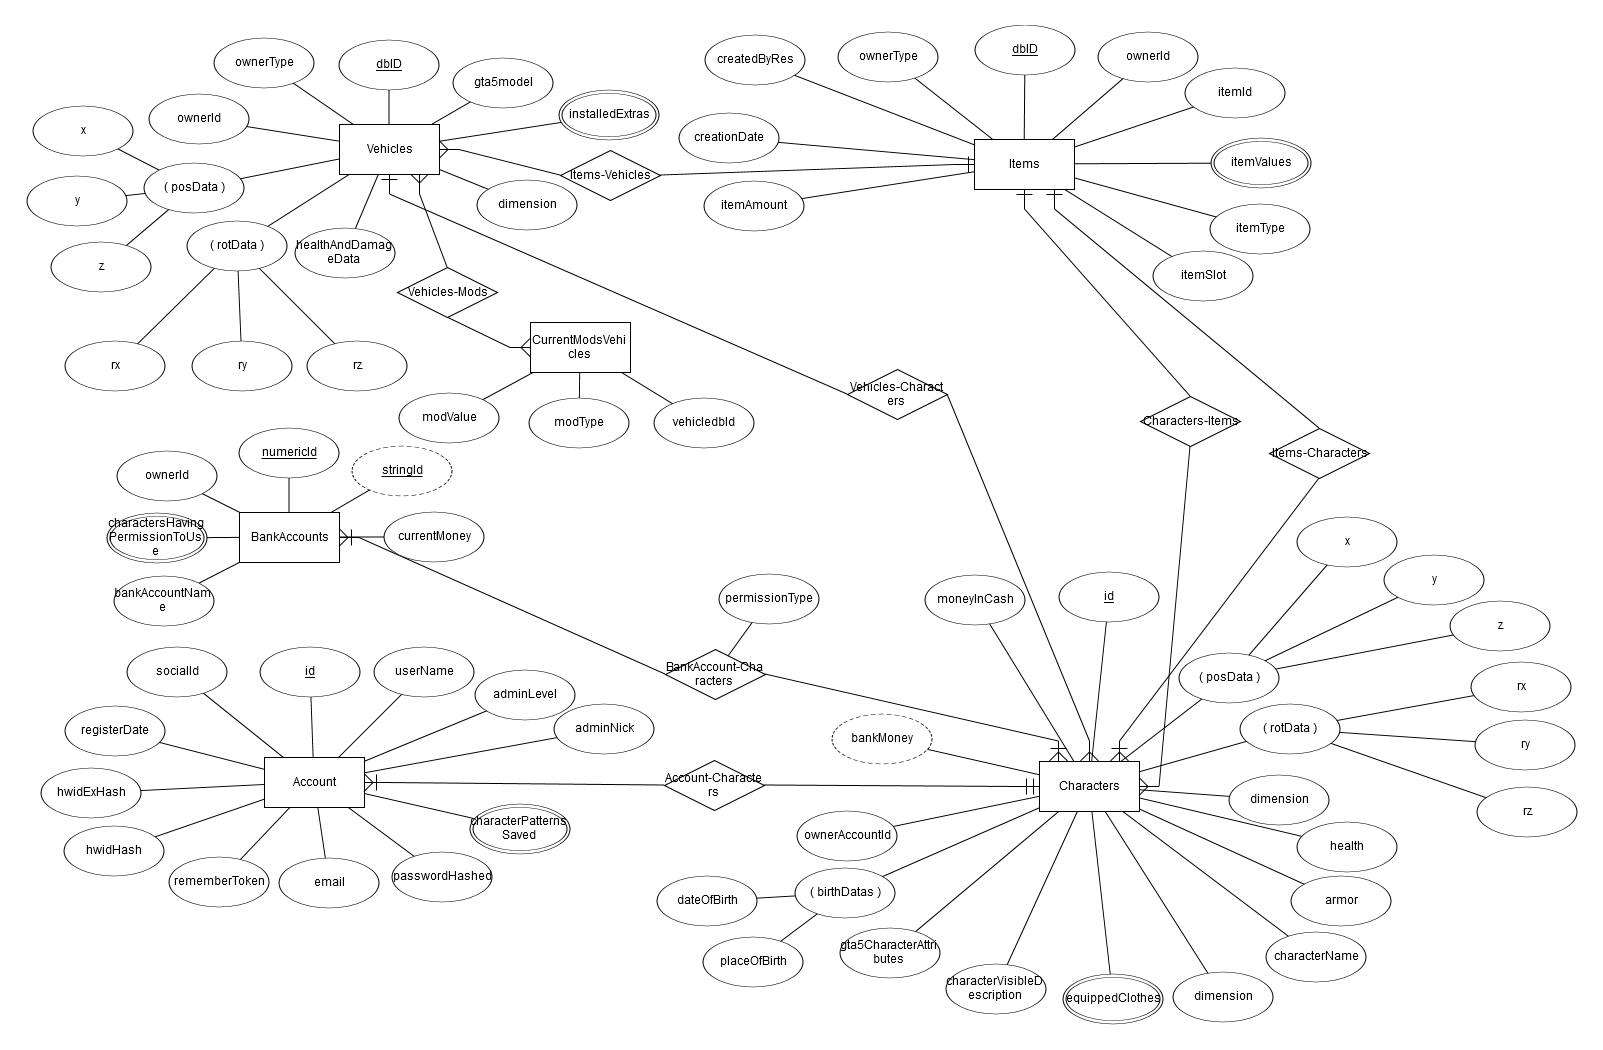 dbID
ownerType
gta5model
ownerId
installedExtras
x
Vehicles
( posData )
y
dimension
z
( rotData )
healthAndDamag
eData
rx
ry
rz
Items-Vehicles
Vehicles-Mods
CurrentModsVehi
cles
modValue
modType
vehicledbId
createdByRes
ownerType
dbID
ownerId
itemId
creationDate
Items
itemValues
itemAmount
itemType
itemSlot
Vehicles-Charact
ers
Characters-Items
Items-Characters
numericId
ownerId
stringId
charactersHaving
PermissionToUs
e
BankAccounts
currentMoney
bankAccountNam
e
permissionType
BankAccount-Cha
racters
moneyInCash
id
x
y
z
( posData )
rx
( rotData )
ry
rz
socialId
id
userName
adminLevel
registerDate
adminNick
bankMoney
Account
Account-Characte
rs
Characters
hwidExHash
dimension
characterPatterns
Saved
ownerAccountId
hwidHash
health
rememberToken
email
passwordHashed
( birthDatas )
dateOfBirth
armor
placeOfBirth
gta5CharacterAttri
butes
characterName
characterVisibleD
escription
equippedClothes
dimension